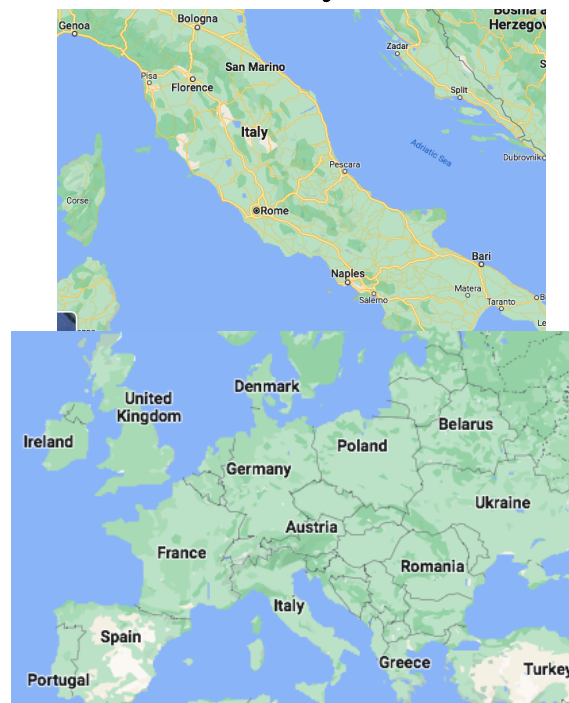 Bosnia a
Herzegov
Genoa
Bologna
Zadar
San Marino
Pisa
Florence
Split
S
Italy
Adriatic Sea
Dubrovnik
Pescara
Corse
Rome
Bari
Naples
Matera
Salerno
Taranto
B
Le
Denmark
United
Kingdom
Belarus
Ireland
Poland
Germany
Ukraine
Austria
France
Romania
Italy
Spain
Greece
Turkey
Portugal